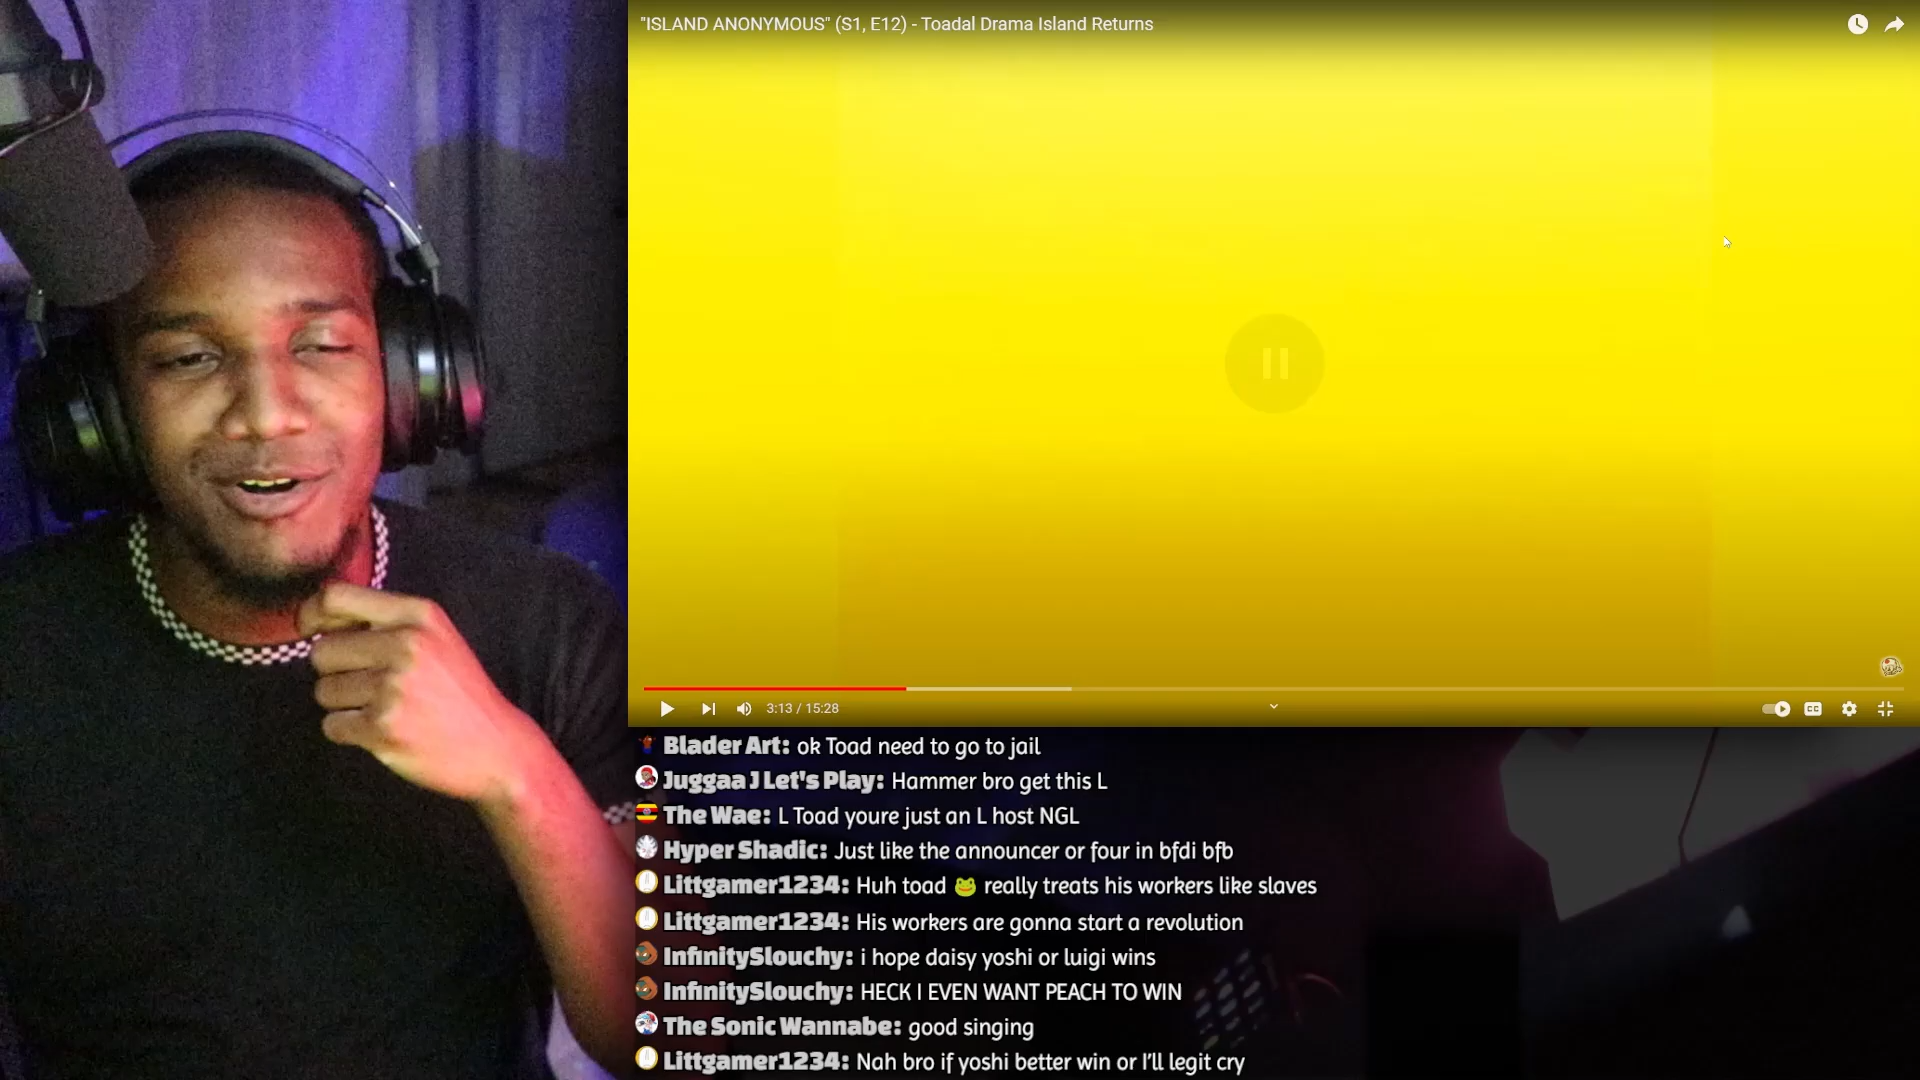 "ISLAND ANONYMOUS" (S1, E12) - Toadal Drama Island Returns
3:13 / 15:28
CC
Blader Art: ok Toad need to go to jail
Juggaa J Let's Play: Hammer bro get this L
The Wae: L Toad youre just an L host NGL
Hyper Shadic: Just like the announcer or four in bfdi bfb
Littgamer1234: Huh toad 🐸 really treats his workers like slaves
Littgamer1234: His workers are gonna start a revolution
InfinitySlouchy: i hope daisy yoshi or luigi wins
InfinitySlouchy: HECK I EVEN WANT PEACH TO WIN
The Sonic Wannabe: good singing
Littgamer1234: Nah bro if yoshi better win or I'll legit cry